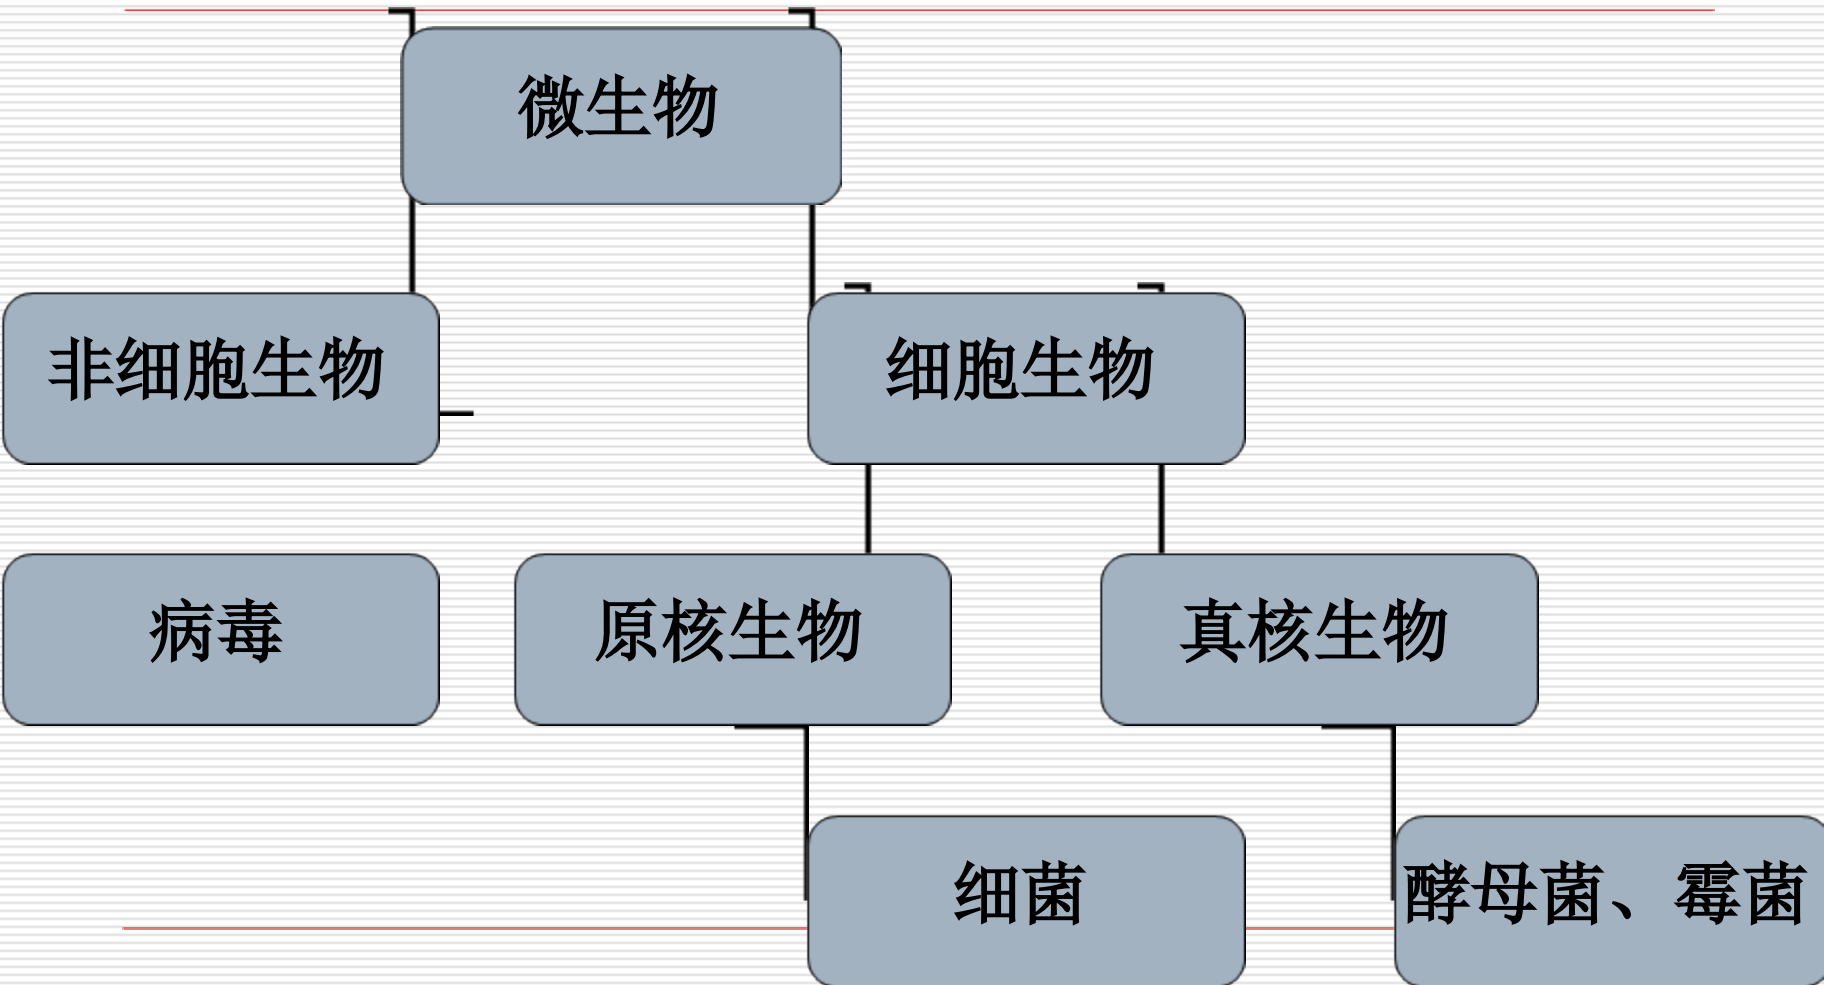 微生物
非细胞生物
细胞生物
病毒
原核生物
真核生物
细菌
酵母菌、霉菌